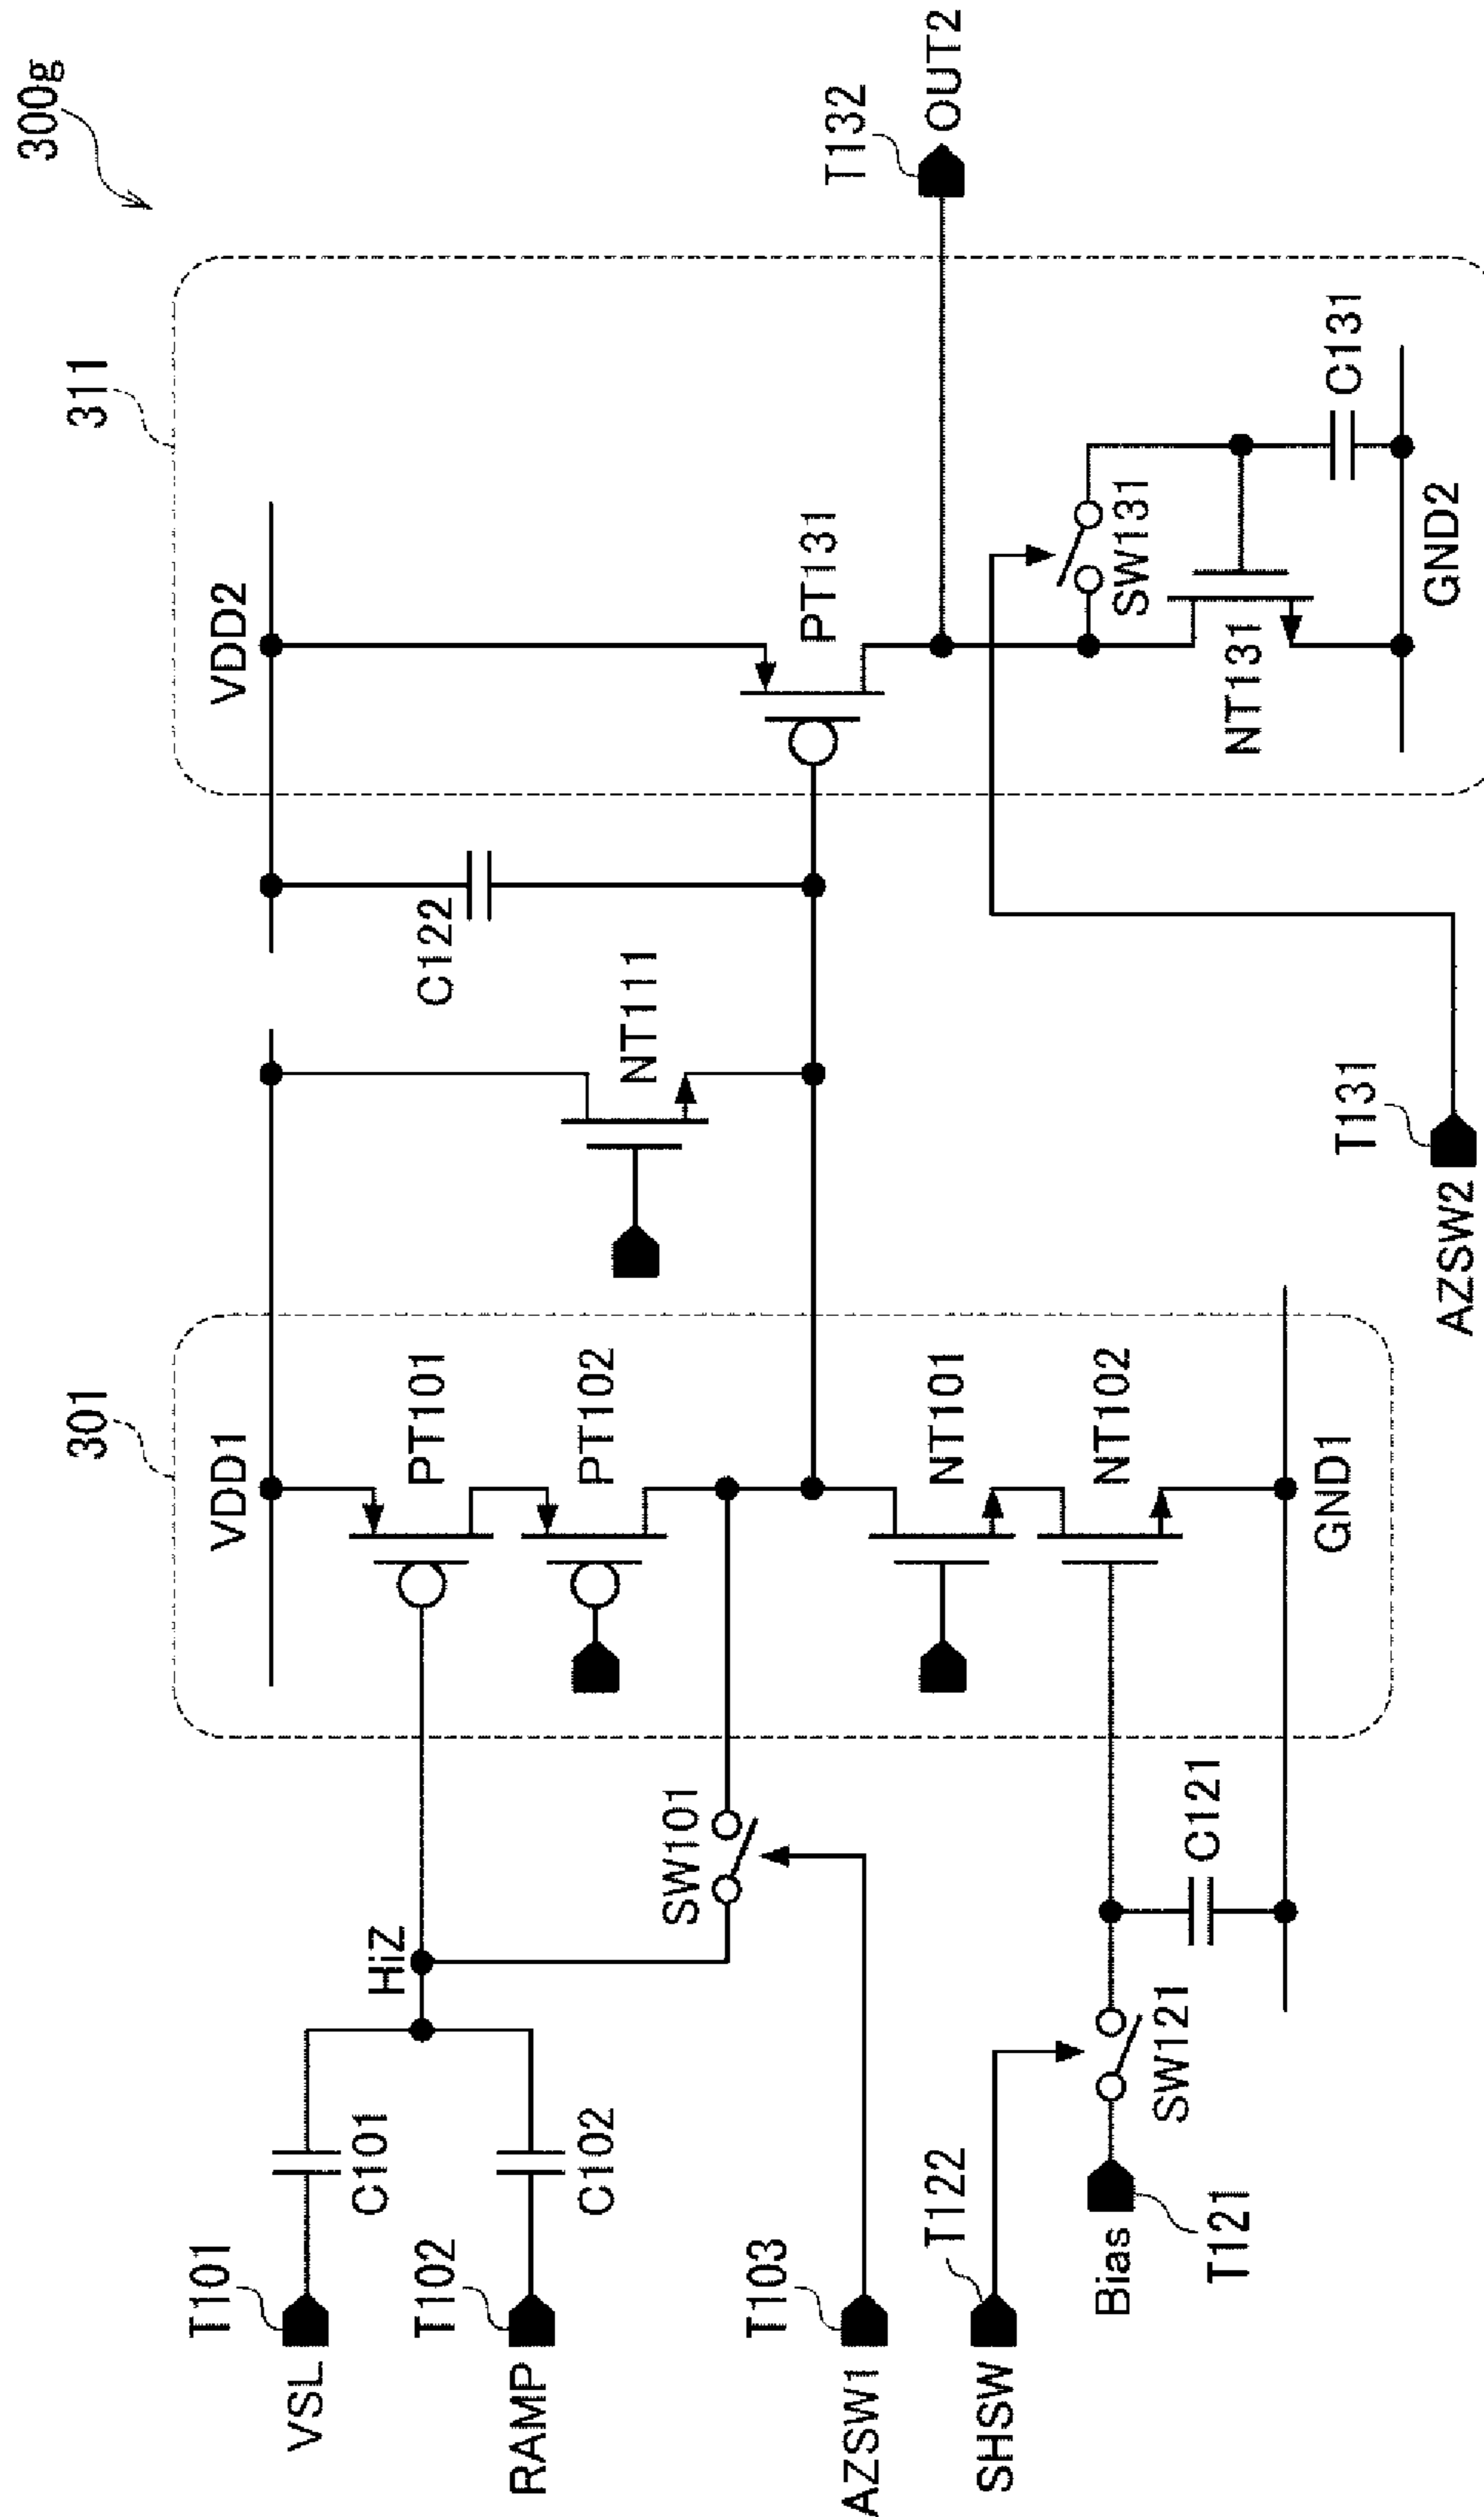 300g
301
311
VDD1
VDD2
T101
VSL
C101
HiZ
PT101
T102
RAMP
C102
PT102
C122
NT111
PT131
T132
OUT2
SW101
T103
AZSW1
NT101
T122
SHSW
Bias
T121
SW121
C121
NT102
GND1
SW131
NT131
C131
GND2
T131
AZSW2